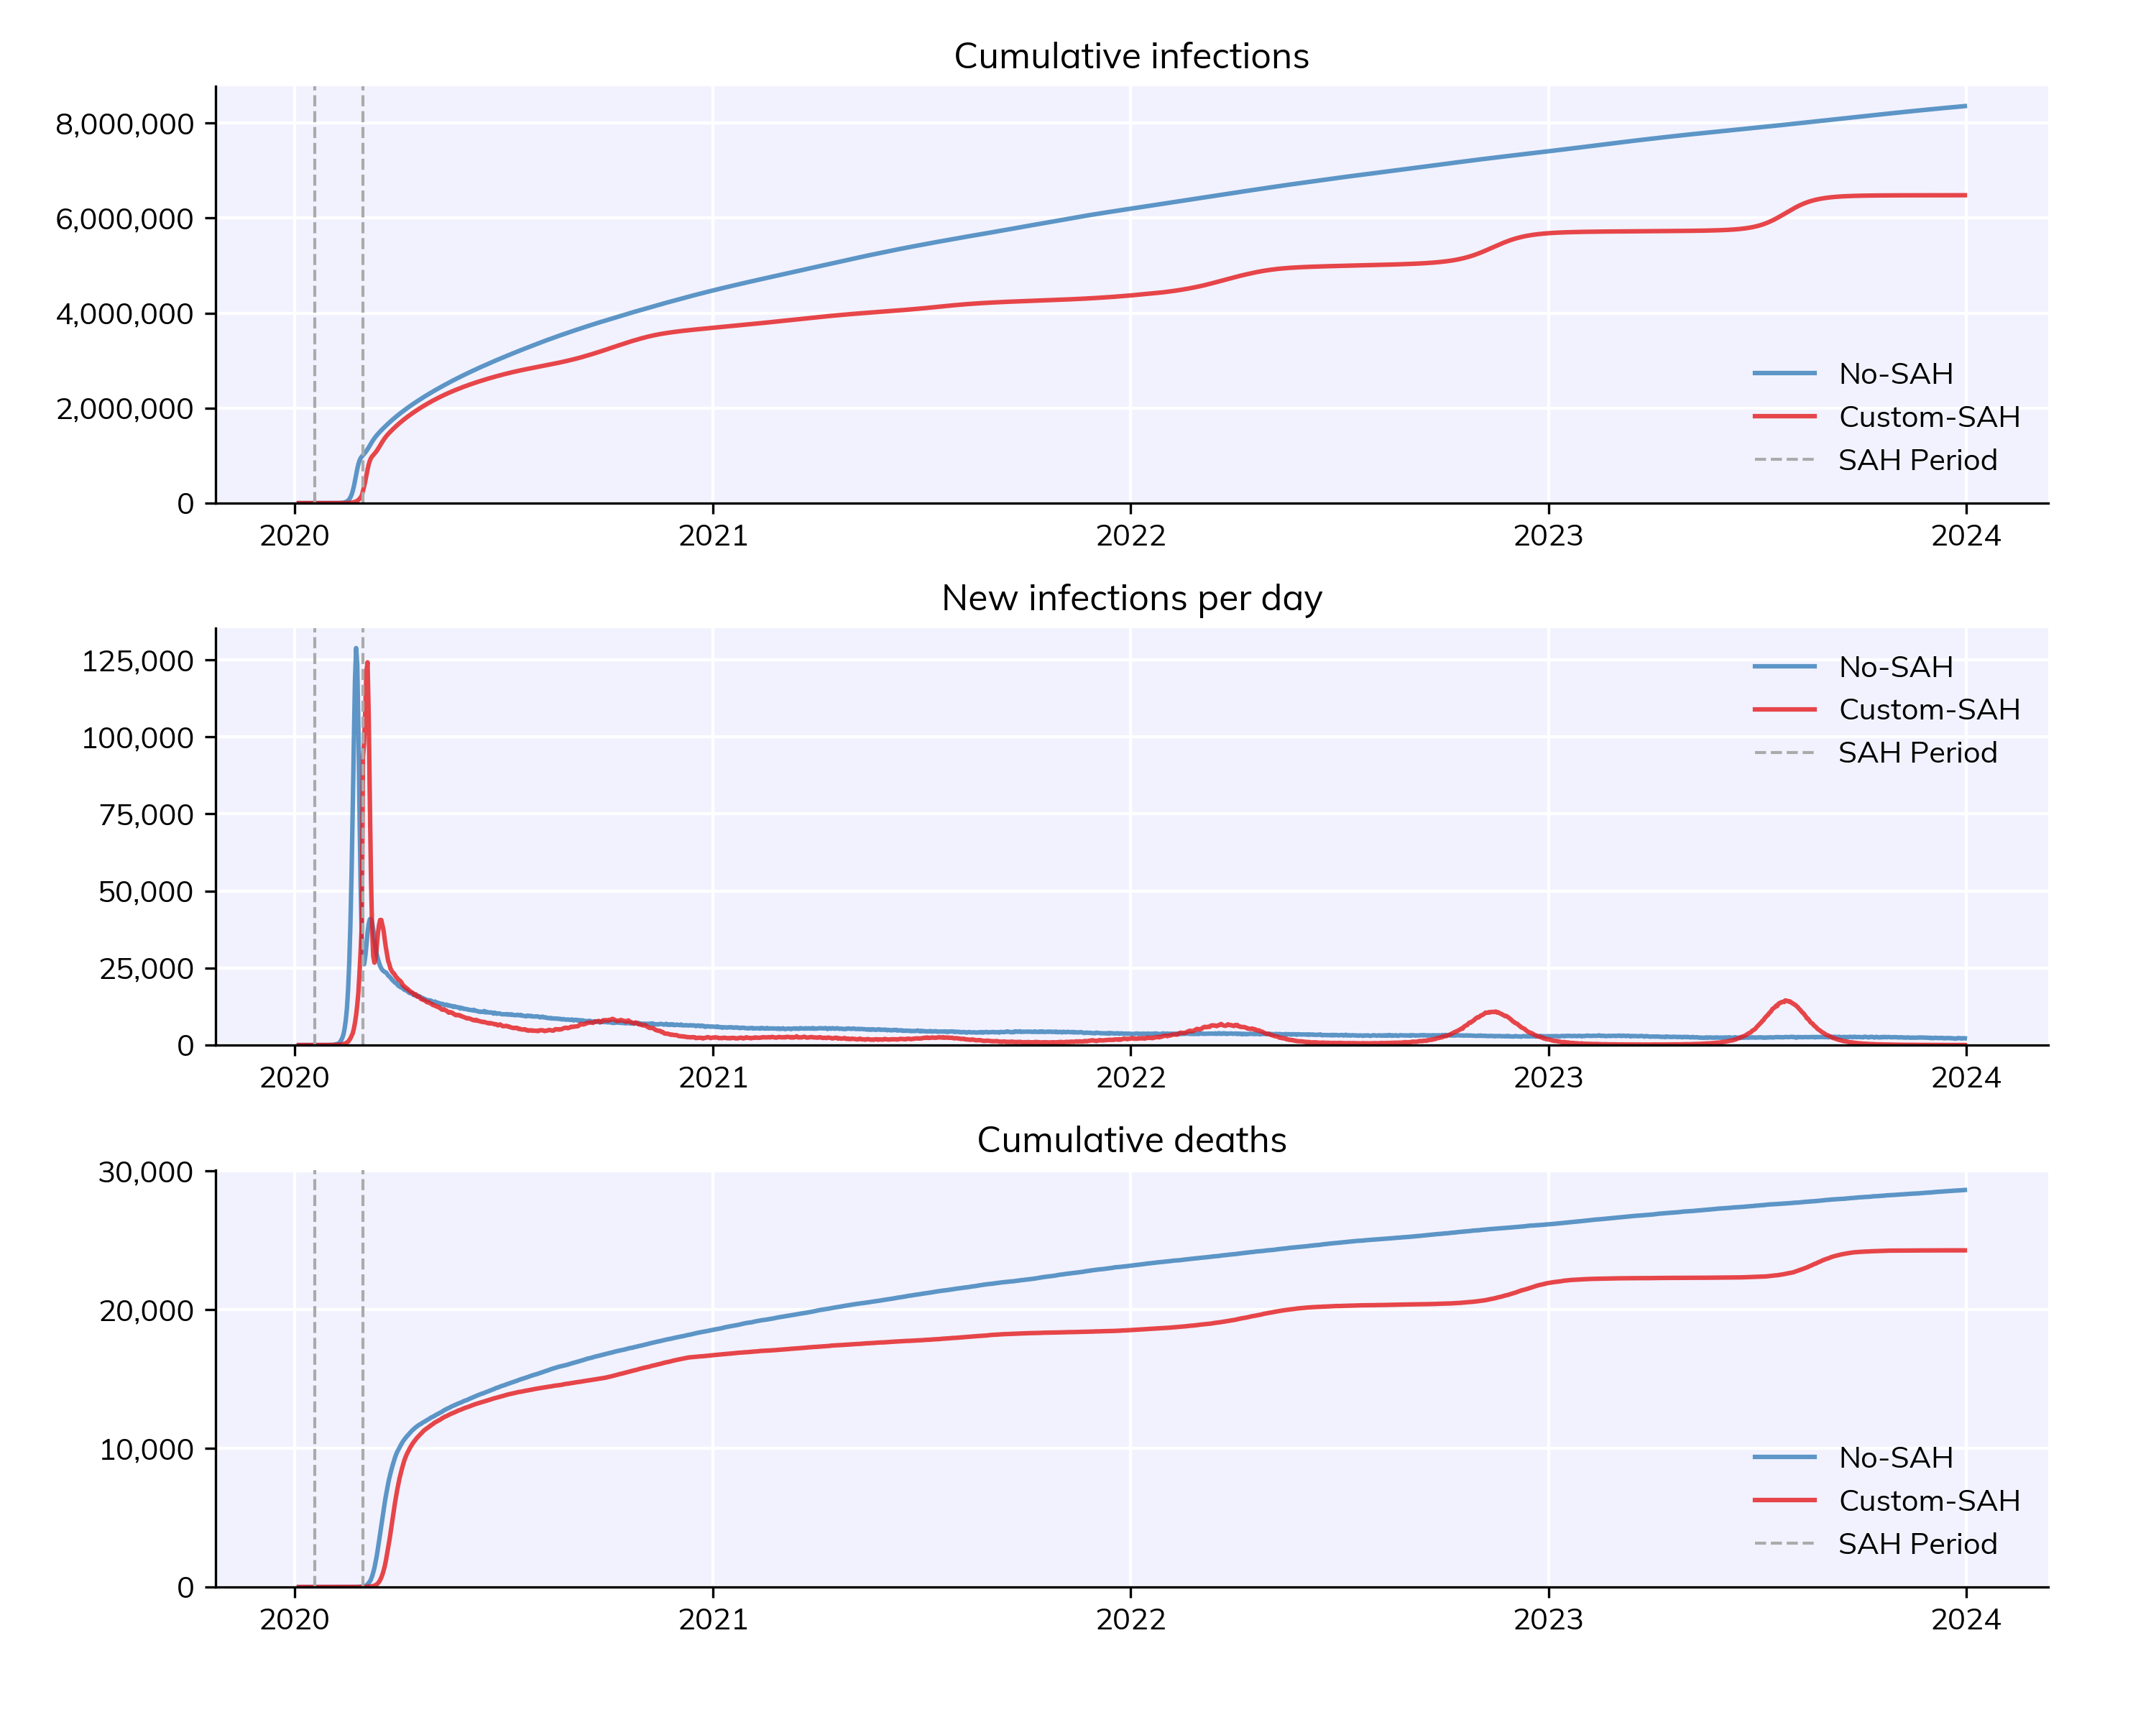 Cumulative infections
8,000,000
6,000,000
4,000,000
2,000,000
0
No-SAH
Custom-SAH
SAH Period
2020 2021 2022 2023 2024
New infections per day
125,000
100,000
75,000
50,000
25,000
0
No-SAH
Custom-SAH
SAH Period
2020 2021 2022 2023 2024
Cumulative deaths
30,000
20,000
10,000
0
No-SAH
Custom-SAH
SAH Period
2020 2021 2022 2023 2024